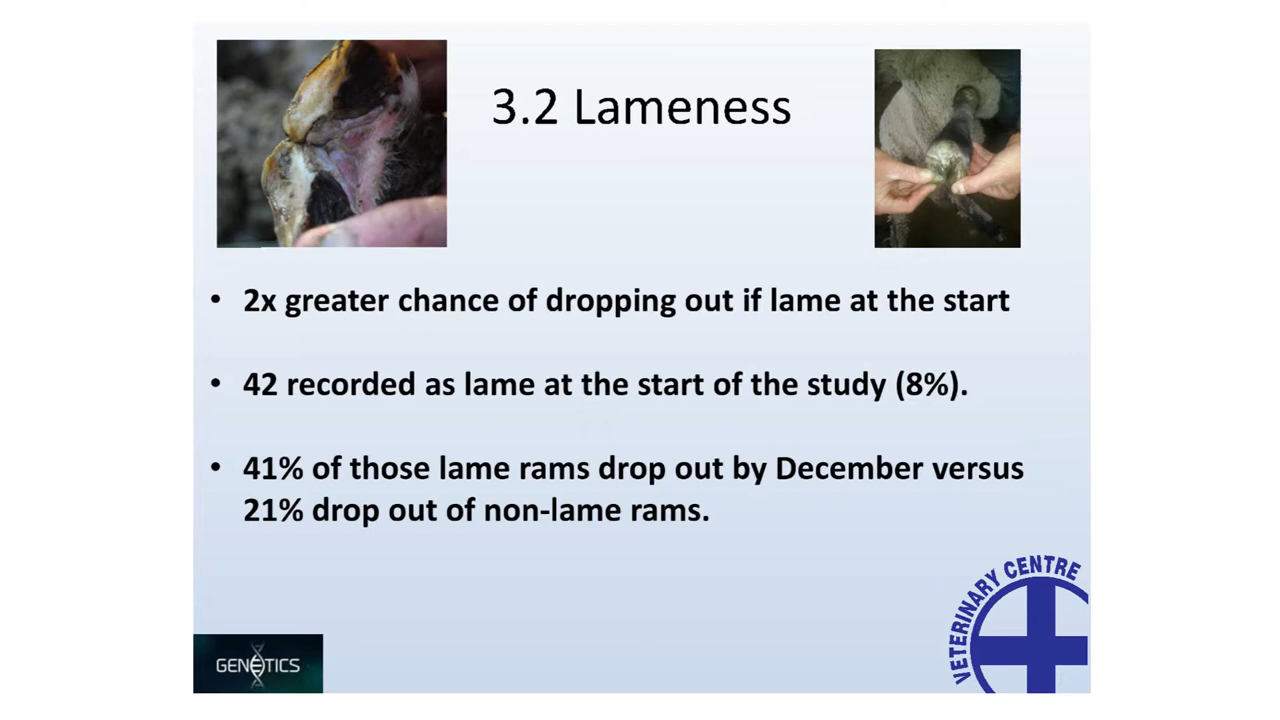 3.2 Lameness
• 2x greater chance of dropping out if lame at the start
• 42 recorded as lame at the start of the study (8%).
• 41% of those lame rams drop out by December versus
21% drop out of non-lame rams.
VETERINARY CENTRE
GENETICS